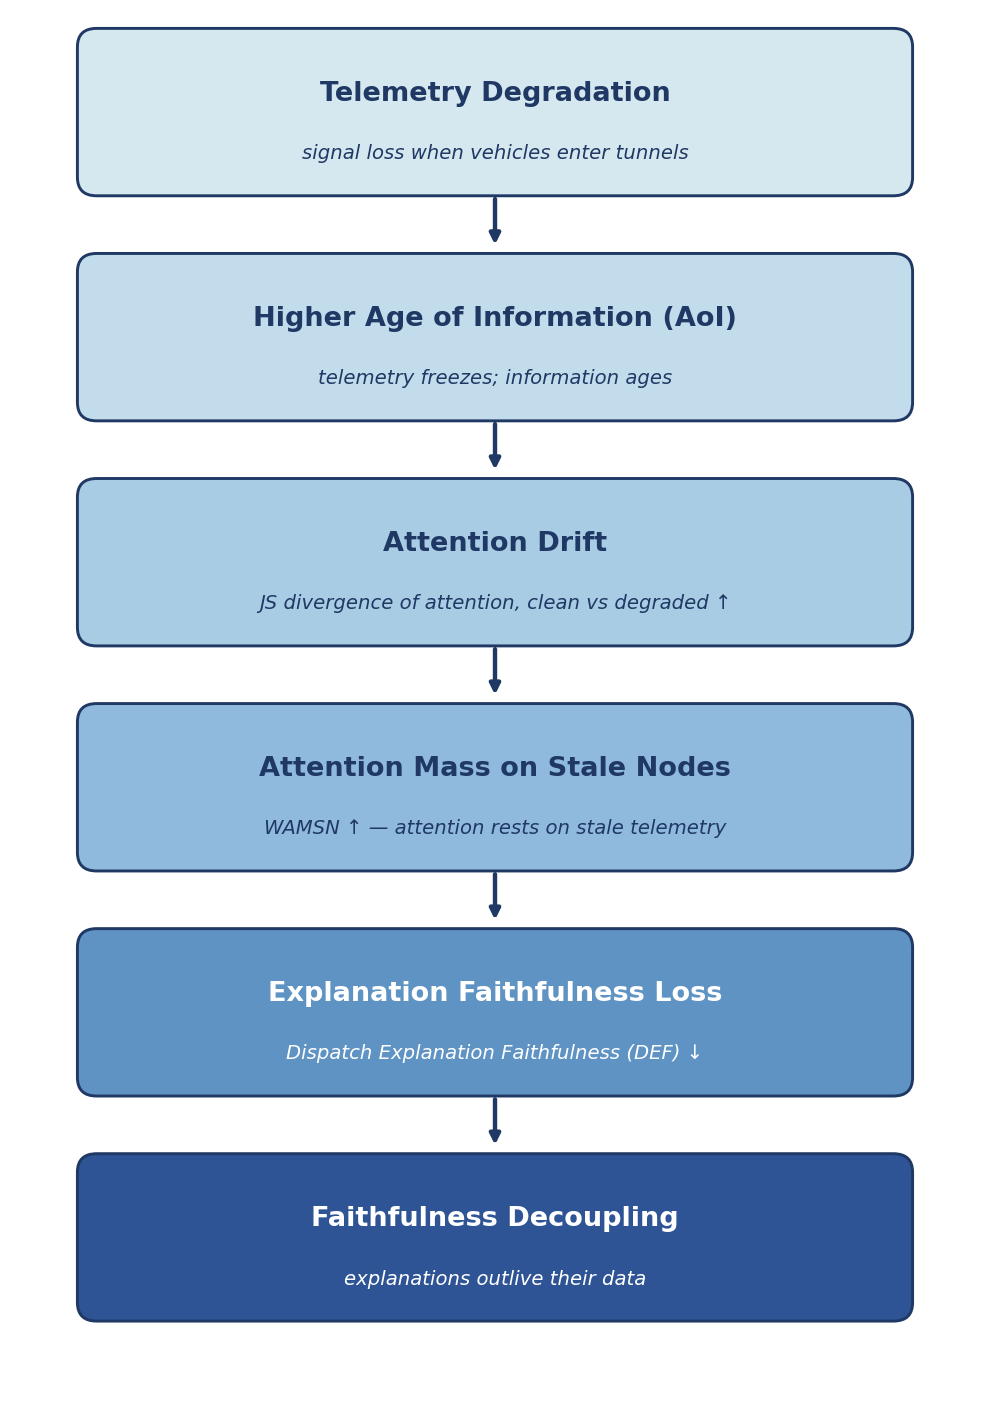 Telemetry Degradation
signal loss when vehicles enter tunnels
Higher Age of Information (AoI)
telemetry freezes; information ages
Attention Drift
JS divergence of attention, clean vs degraded ↑
Attention Mass on Stale Nodes
WAMSN ↑ — attention rests on stale telemetry
Explanation Faithfulness Loss
Dispatch Explanation Faithfulness (DEF) ↓
Faithfulness Decoupling
explanations outlive their data